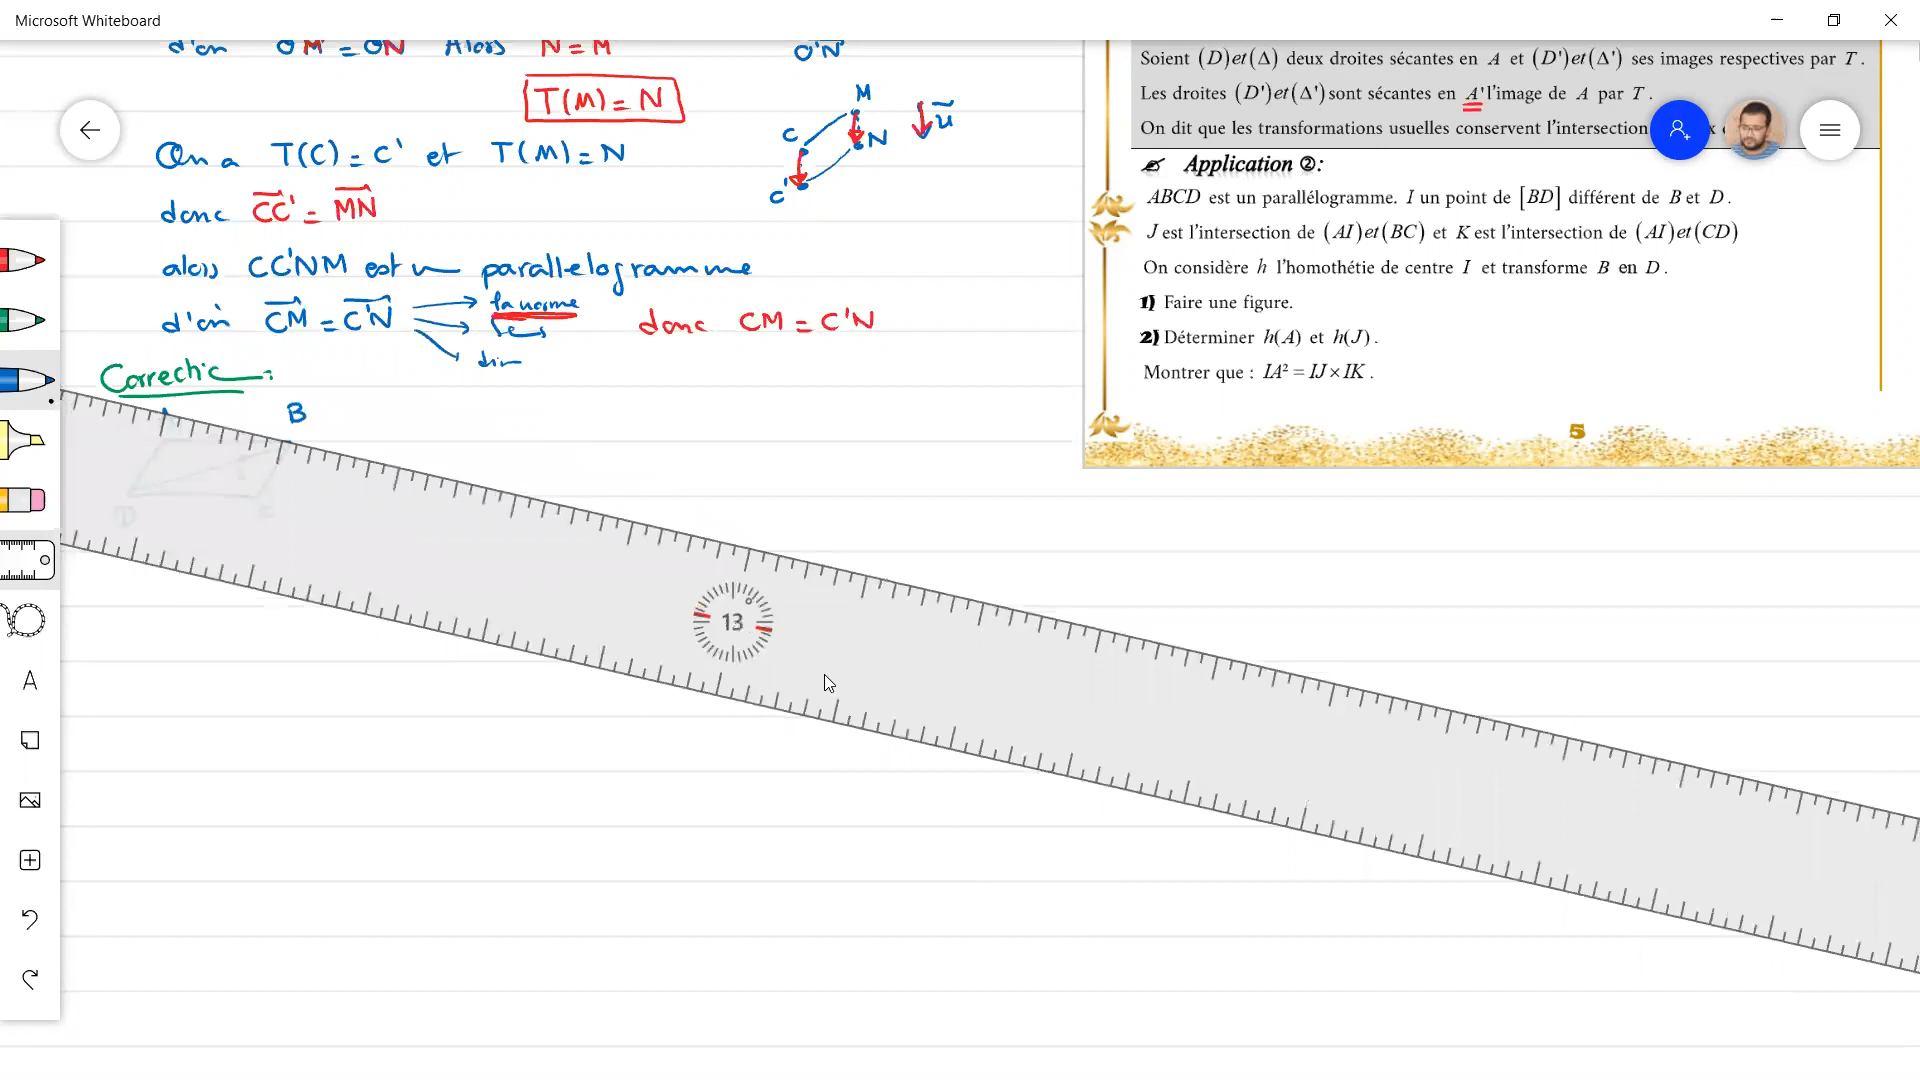 Microsoft Whiteboard
d'où OM = ON Alors N = M
O'N
T(M) = N
On a T(C) = C' et T(M) = N
donc CC' = MN
alors CC'NM est un parallelogramme
d'où CM = C'N
la norme
sens
dir
donc CM = C'N
Correction :
B
D
M
C
N
C'
u
13
Soient (D) et (Δ) deux droites sécantes en A et (D') et (Δ') ses images respectives par T.
Les droites (D') et (Δ') sont sécantes en A' l'image de A par T.
On dit que les transformations usuelles conservent l'intersection
Application ②:
ABCD est un parallélogramme. I un point de [BD] différent de B et D.
J est l'intersection de (AI) et (BC) et K est l'intersection de (AI) et (CD)
On considère h l'homothétie de centre I et transforme B en D.
1) Faire une figure.
2) Déterminer h(A) et h(J).
Montrer que : IA² = IJ × IK.
5